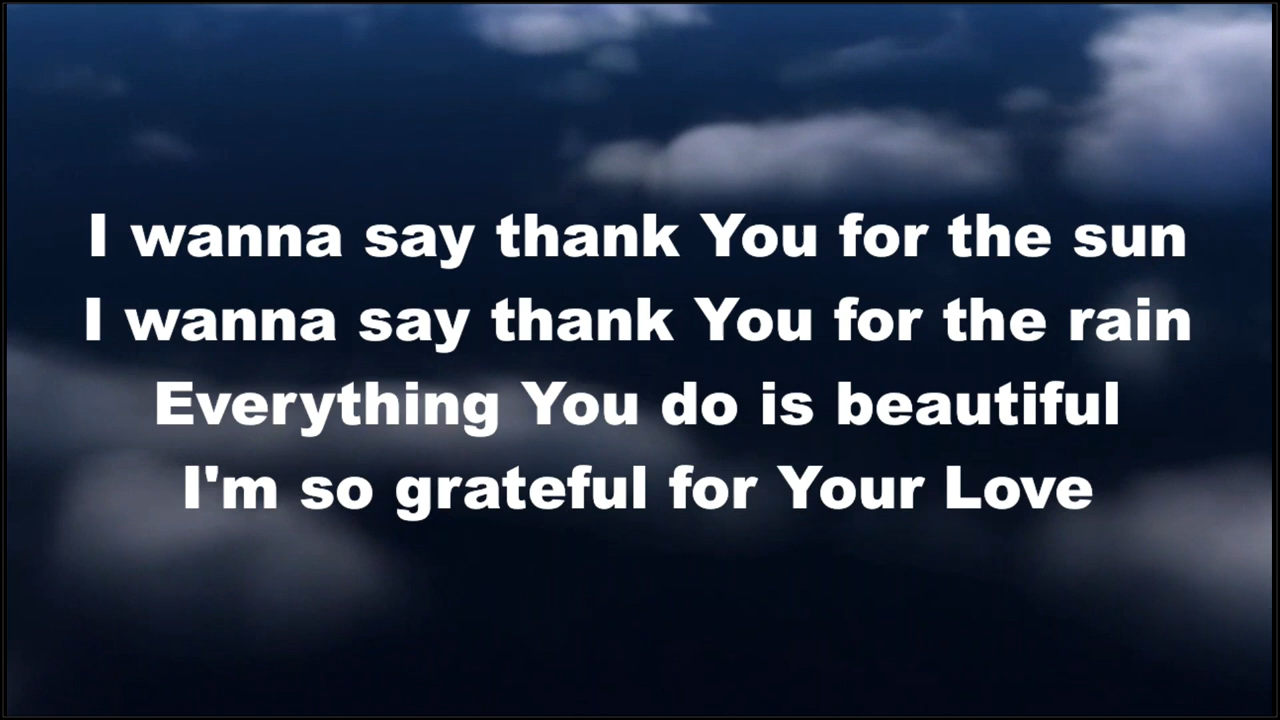 I wanna say thank You for the sun
I wanna say thank You for the rain
Everything You do is beautiful
I'm so grateful for Your Love